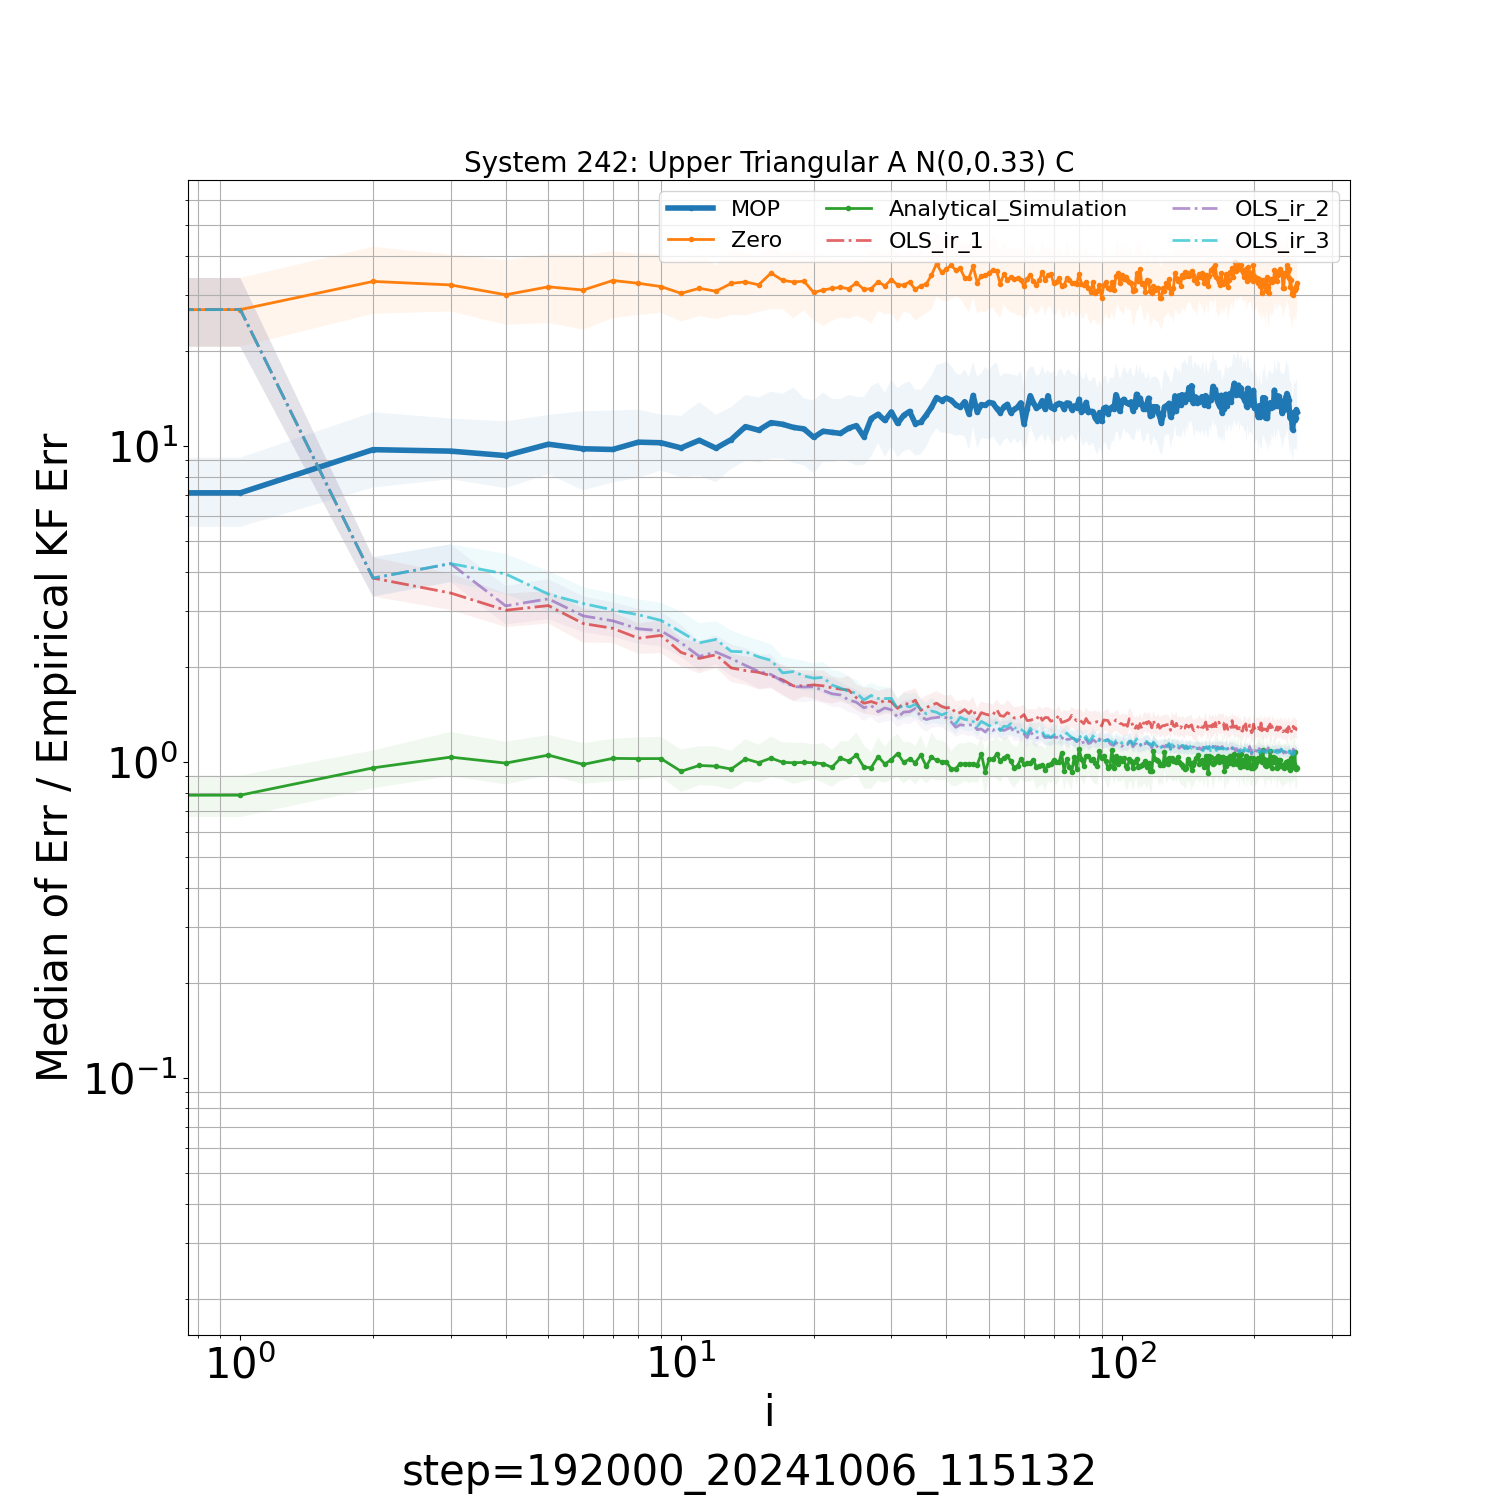 System 242: Upper Triangular A N(0,0.33) C
MOP
Zero
Analytical_Simulation
OLS_ir_1
OLS_ir_2
OLS_ir_3
Median of Err / Empirical KF Err
10¹
10⁰
10⁻¹
10⁰ 10¹ 10²
i
step=192000_20241006_115132